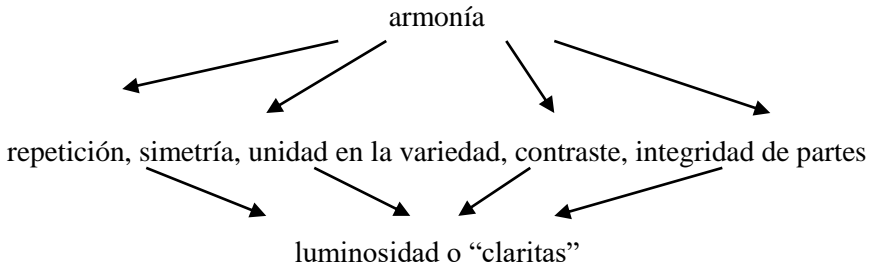 armonía
repetición, simetría, unidad en la variedad, contraste, integridad de partes
luminosidad o “claritas”